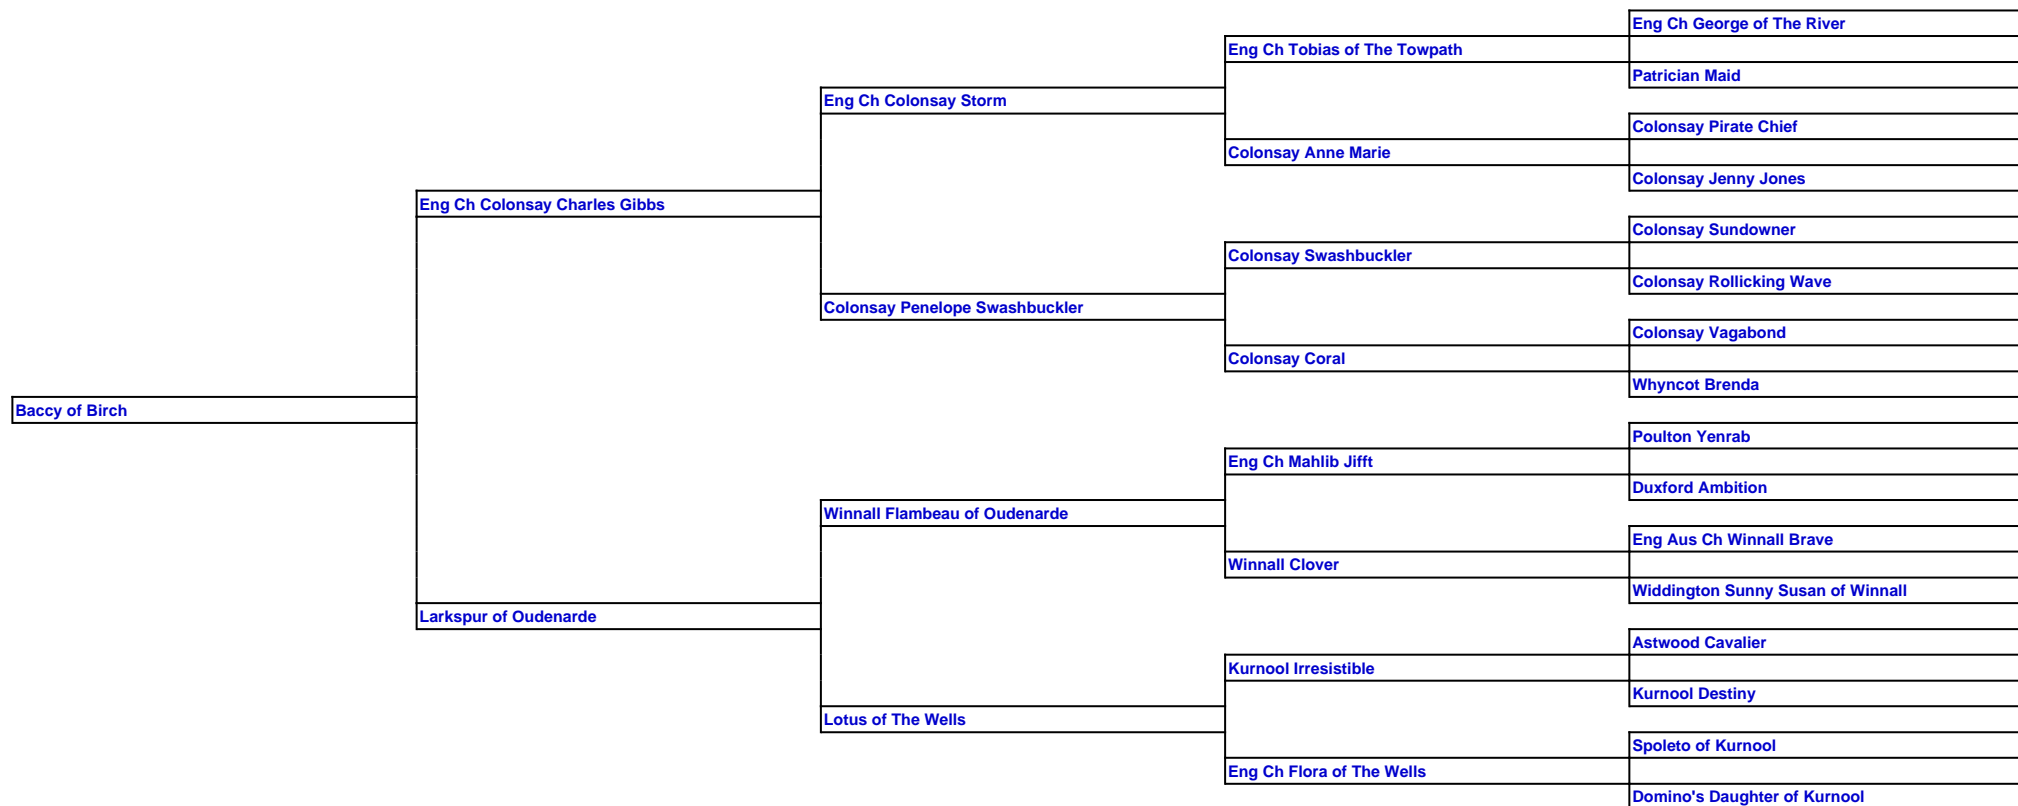 Eng Ch George of The River
Eng Ch Tobias of The Towpath
Patrician Maid
Eng Ch Colonsay Storm
Colonsay Pirate Chief
Colonsay Anne Marie
Colonsay Jenny Jones
Eng Ch Colonsay Charles Gibbs
Colonsay Sundowner
Colonsay Swashbuckler
Colonsay Rollicking Wave
Colonsay Penelope Swashbuckler
Colonsay Vagabond
Colonsay Coral
Whyncot Brenda
Baccy of Birch
Poulton Yenrab
Eng Ch Mahlib Jifft
Duxford Ambition
Winnall Flambeau of Oudenarde
Eng Aus Ch Winnall Brave
Winnall Clover
Widdington Sunny Susan of Winnall
Larkspur of Oudenarde
Astwood Cavalier
Kurnool Irresistible
Kurnool Destiny
Lotus of The Wells
Spoleto of Kurnool
Eng Ch Flora of The Wells
Domino's Daughter of Kurnool